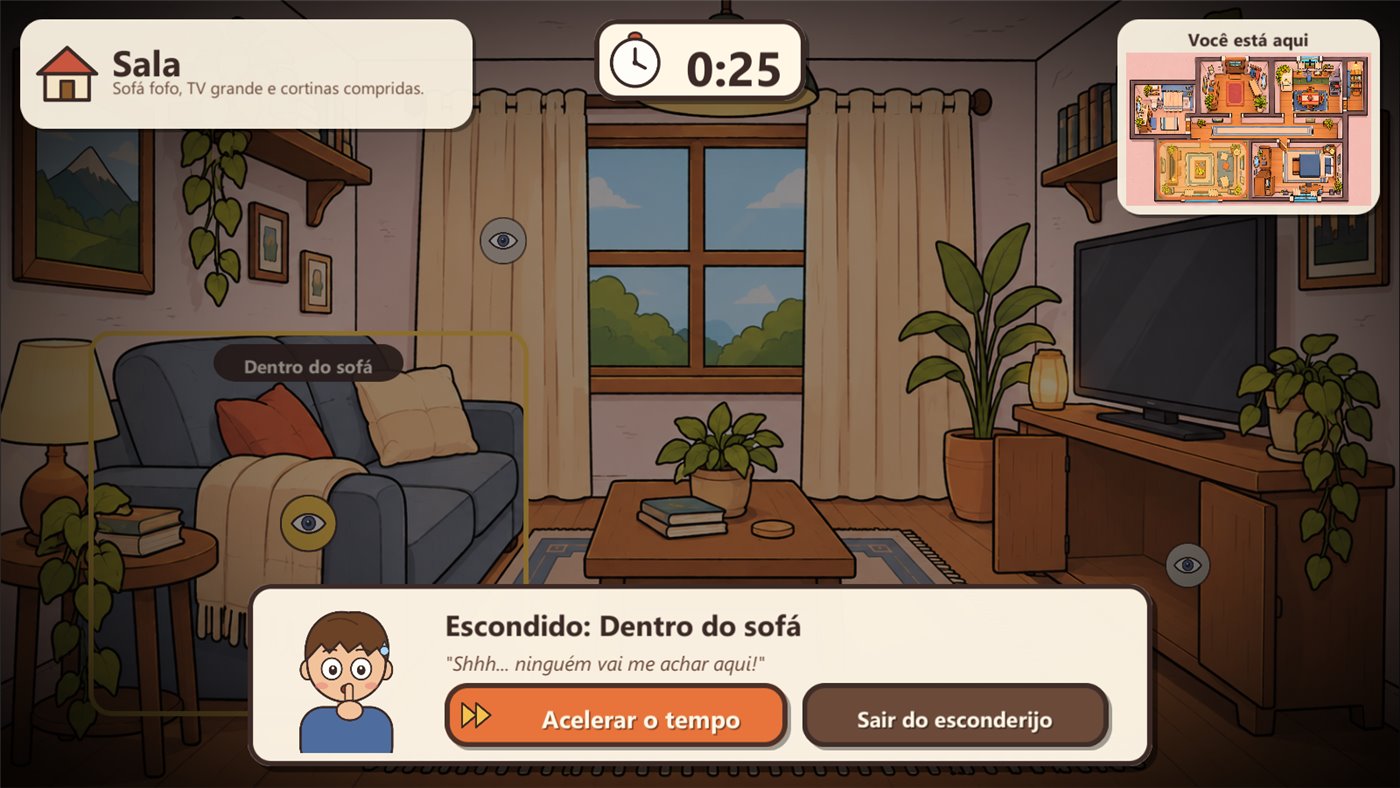 Sala
Sofá fofo, TV grande e cortinas compridas.
0:25
Você está aqui
Dentro do sofá
Escondido: Dentro do sofá
"Shhh... ninguém vai me achar aqui!"
Acelerar o tempo
Sair do esconderijo